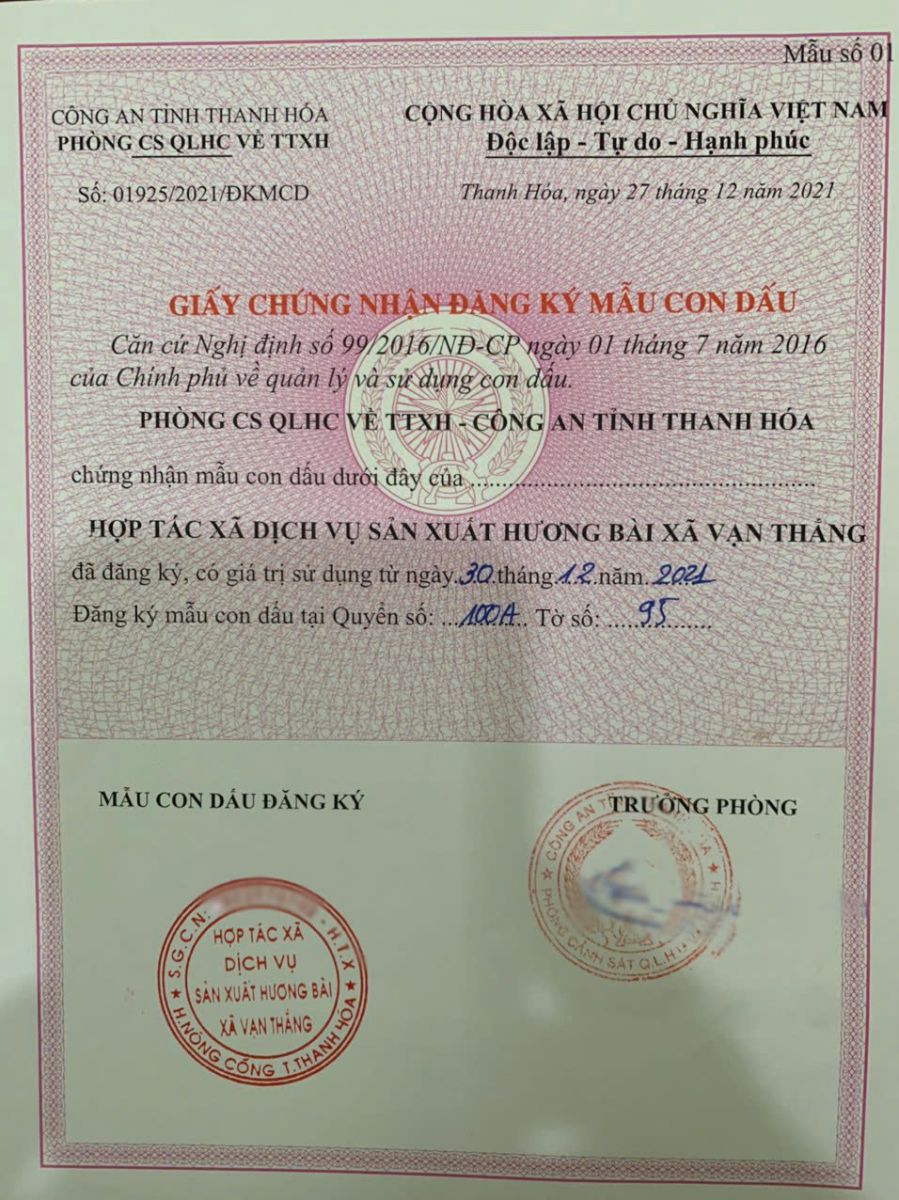 Mẫu số 01
CÔNG AN TỈNH THANH HÓA
PHÒNG CS QLHC VỀ TTXH
CỘNG HÒA XÃ HỘI CHỦ NGHĨA VIỆT NAM
Độc lập - Tự do - Hạnh phúc
Số: 01925/2021/ĐKMCD
Thanh Hóa, ngày 27 tháng 12 năm 2021
GIẤY CHỨNG NHẬN ĐĂNG KÝ MẪU CON DẤU
Căn cứ Nghị định số 99/2016/NĐ-CP ngày 01 tháng 7 năm 2016
của Chính phủ về quản lý và sử dụng con dấu.
PHÒNG CS QLHC VỀ TTXH - CÔNG AN TỈNH THANH HÓA
chứng nhận mẫu con dấu dưới đây của
HỢP TÁC XÃ DỊCH VỤ SẢN XUẤT HƯƠNG BÀI XÃ VẠN THẮNG
đã đăng ký, có giá trị sử dụng từ ngày 30 tháng 12 năm 2021
Đăng ký mẫu con dấu tại Quyển số: 100A Tờ số: 95
MẪU CON DẤU ĐĂNG KÝ
S.G.C.N: - H.T.X
HỢP TÁC XÃ
DỊCH VỤ
SẢN XUẤT HƯƠNG BÀI
XÃ VẠN THẮNG
★ H.NÔNG CỐNG T.THANH HÓA ★
TRƯỞNG PHÒNG
CÔNG AN
PHÒNG CẢNH SÁT Q.L.H